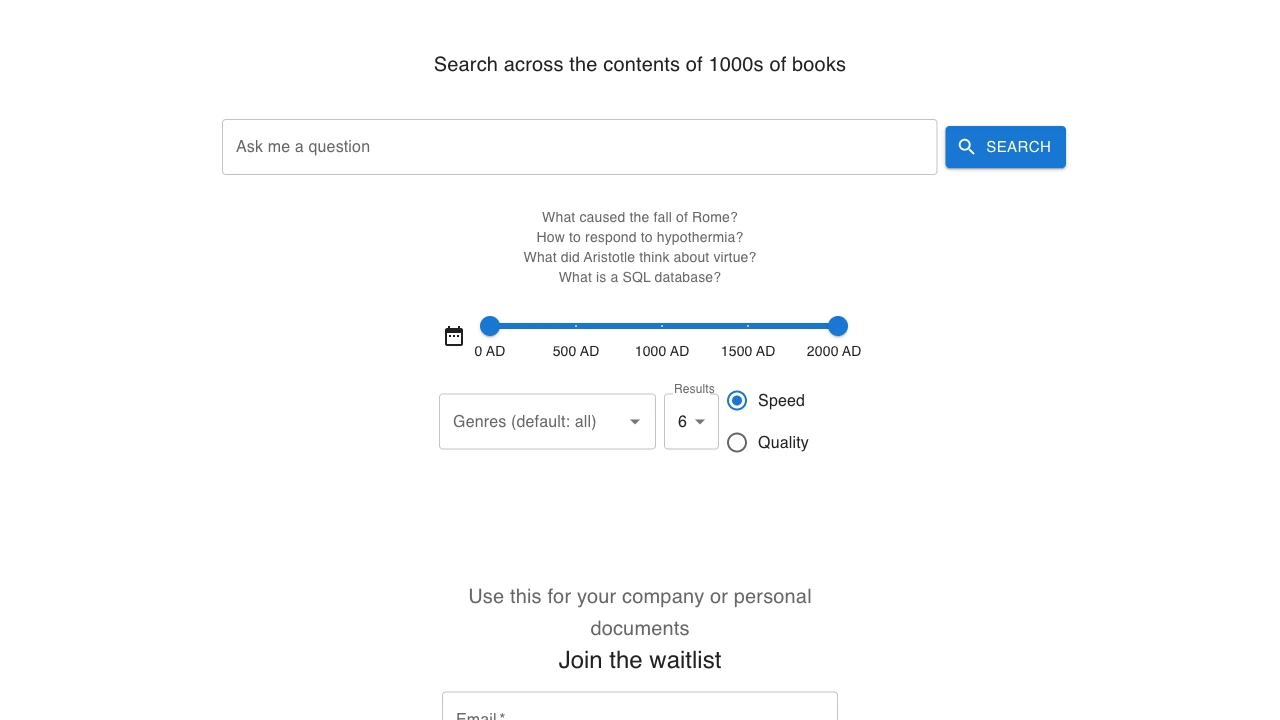 Search across the contents of 1000s of books
Ask me a question
SEARCH
What caused the fall of Rome?
How to respond to hypothermia?
What did Aristotle think about virtue?
What is a SQL database?
0 AD
500 AD
1000 AD
1500 AD
2000 AD
Results
Genres (default: all)
6
Speed
Quality
Use this for your company or personal
documents
Join the waitlist
Email *